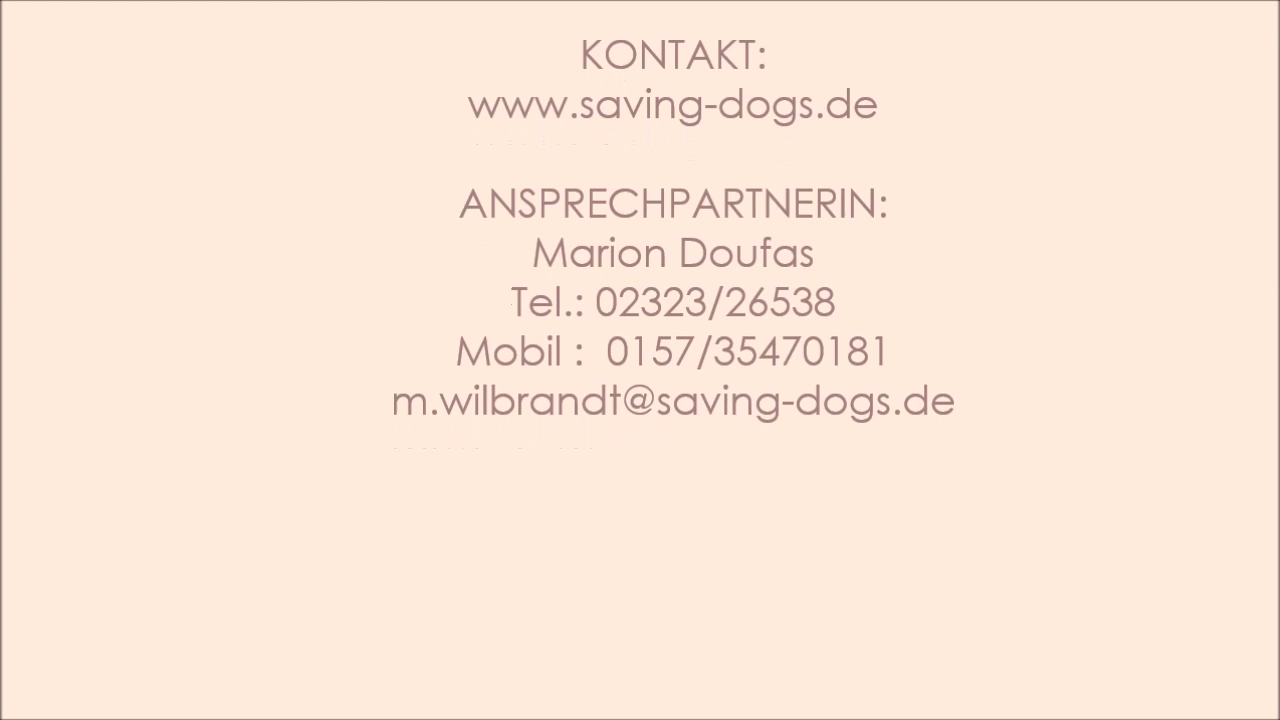 KONTAKT:
www.saving-dogs.de
ANSPRECHPARTNERIN:
Marion Doufas
Tel.: 02323/26538
Mobil :  0157/35470181
m.wilbrandt@saving-dogs.de